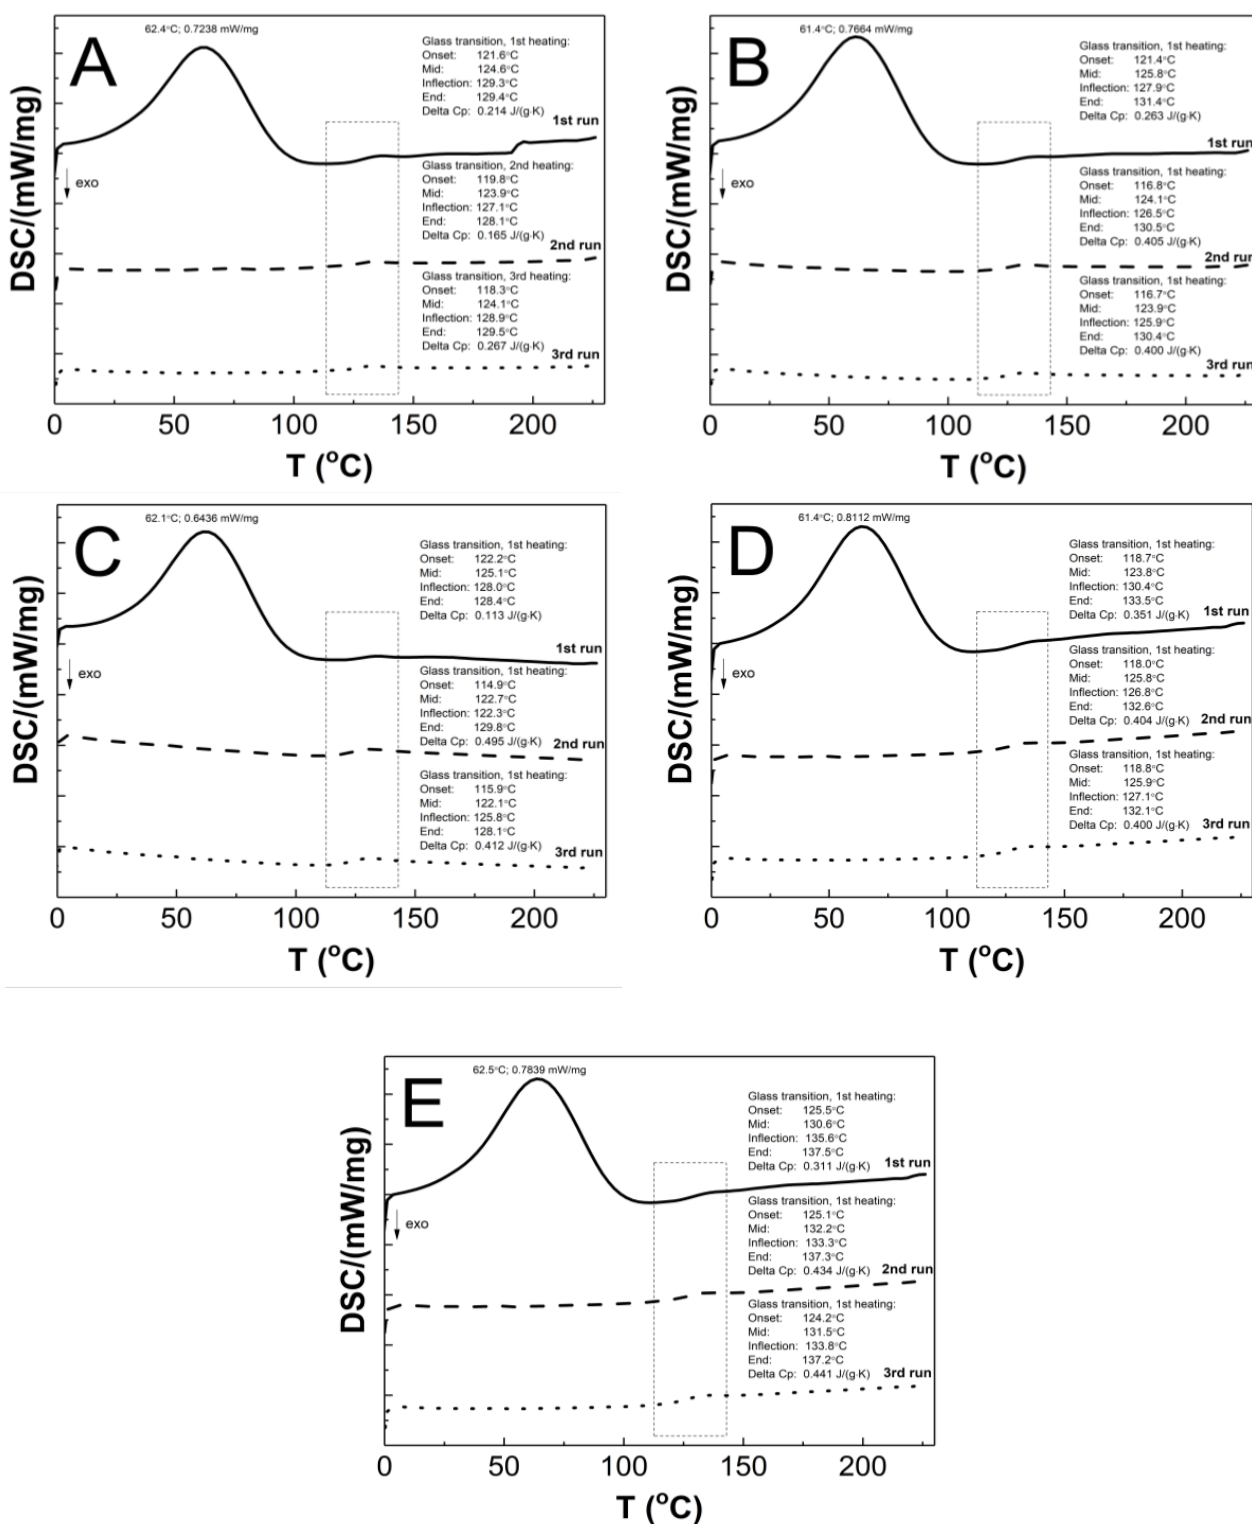 A
62.4°C; 0.7238 mW/mg
Glass transition, 1st heating:
Onset: 121.6°C
Mid: 124.6°C
Inflection: 129.3°C
End: 129.4°C
Delta Cp: 0.214 J/(g·K)
1st run
exo
Glass transition, 2nd heating:
Onset: 119.8°C
Mid: 123.9°C
Inflection: 127.1°C
End: 128.1°C
Delta Cp: 0.165 J/(g·K)
2nd run
Glass transition, 3rd heating:
Onset: 118.3°C
Mid: 124.1°C
Inflection: 128.9°C
End: 129.5°C
Delta Cp: 0.267 J/(g·K)
3rd run
DSC/(mW/mg)
0 50 100 150 200
T (°C)
B
61.4°C; 0.7664 mW/mg
Glass transition, 1st heating:
Onset: 121.4°C
Mid: 125.8°C
Inflection: 127.9°C
End: 131.4°C
Delta Cp: 0.263 J/(g·K)
1st run
exo
Glass transition, 1st heating:
Onset: 116.8°C
Mid: 124.1°C
Inflection: 126.5°C
End: 130.5°C
Delta Cp: 0.405 J/(g·K)
2nd run
Glass transition, 1st heating:
Onset: 116.7°C
Mid: 123.9°C
Inflection: 125.9°C
End: 130.4°C
Delta Cp: 0.400 J/(g·K)
3rd run
DSC/(mW/mg)
0 50 100 150 200
T (°C)
C
62.1°C; 0.6436 mW/mg
Glass transition, 1st heating:
Onset: 122.2°C
Mid: 125.1°C
Inflection: 128.0°C
End: 128.4°C
Delta Cp: 0.113 J/(g·K)
1st run
exo
Glass transition, 1st heating:
Onset: 114.9°C
Mid: 122.7°C
Inflection: 122.3°C
End: 129.8°C
Delta Cp: 0.495 J/(g·K)
2nd run
Glass transition, 1st heating:
Onset: 115.9°C
Mid: 122.1°C
Inflection: 125.8°C
End: 128.1°C
Delta Cp: 0.412 J/(g·K)
3rd run
DSC/(mW/mg)
0 50 100 150 200
T (°C)
D
61.4°C; 0.8112 mW/mg
Glass transition, 1st heating:
Onset: 118.7°C
Mid: 123.8°C
Inflection: 130.4°C
End: 133.5°C
Delta Cp: 0.351 J/(g·K)
1st run
exo
Glass transition, 1st heating:
Onset: 118.0°C
Mid: 125.8°C
Inflection: 126.8°C
End: 132.6°C
Delta Cp: 0.404 J/(g·K)
2nd run
Glass transition, 1st heating:
Onset: 118.8°C
Mid: 125.9°C
Inflection: 127.1°C
End: 132.1°C
Delta Cp: 0.400 J/(g·K)
3rd run
DSC/(mW/mg)
0 50 100 150 200
T (°C)
E
62.5°C; 0.7839 mW/mg
Glass transition, 1st heating:
Onset: 125.5°C
Mid: 130.6°C
Inflection: 135.6°C
End: 137.5°C
Delta Cp: 0.311 J/(g·K)
1st run
exo
Glass transition, 1st heating:
Onset: 125.1°C
Mid: 132.2°C
Inflection: 133.3°C
End: 137.3°C
Delta Cp: 0.434 J/(g·K)
2nd run
Glass transition, 1st heating:
Onset: 124.2°C
Mid: 131.5°C
Inflection: 133.8°C
End: 137.2°C
Delta Cp: 0.441 J/(g·K)
3rd run
DSC/(mW/mg)
0 50 100 150 200
T (°C)